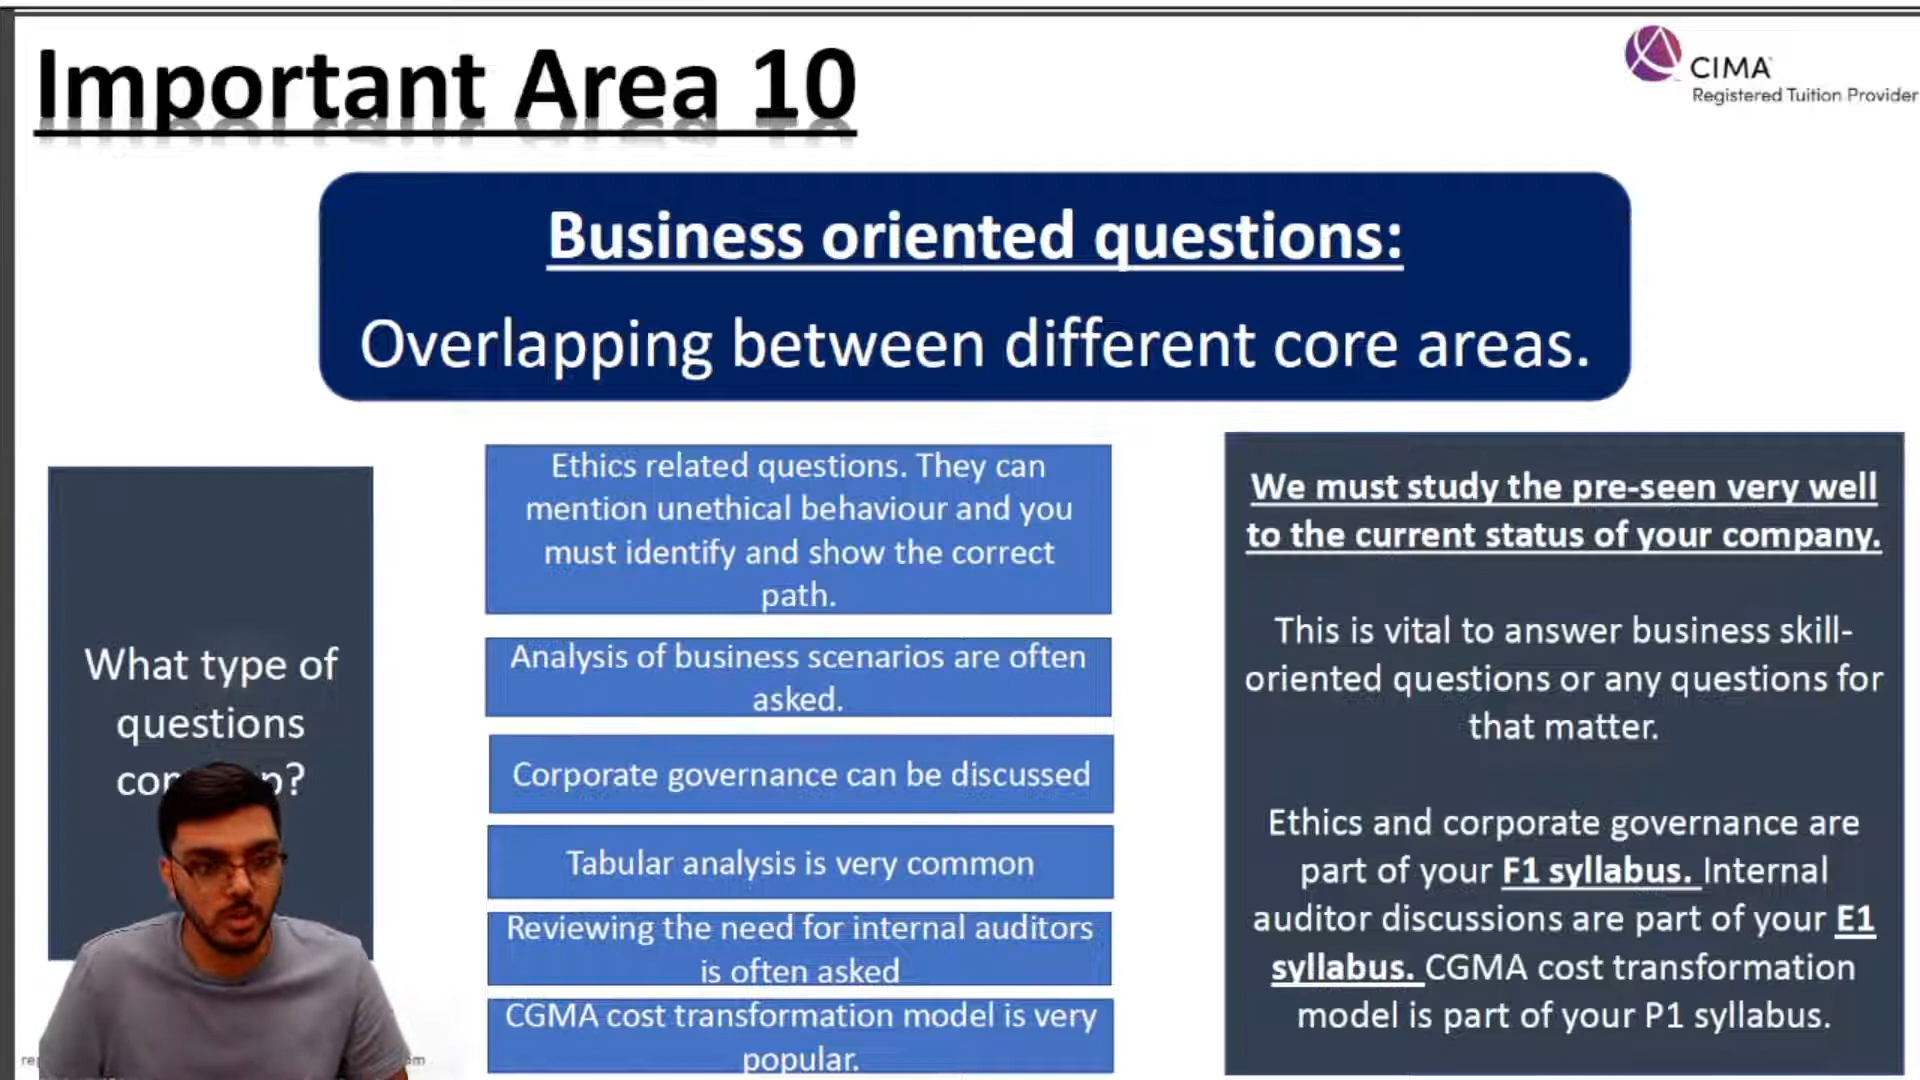 Important Area 10
CIMA
Registered Tuition Provider
Business oriented questions:
Overlapping between different core areas.
What type of
questions
Ethics related questions. They can
mention unethical behaviour and you
must identify and show the correct
path.
Analysis of business scenarios are often
asked.
Corporate governance can be discussed
Tabular analysis is very common
Reviewing the need for internal auditors
is often asked
CGMA cost transformation model is very
popular.
We must study the pre-seen very well
to the current status of your company.
This is vital to answer business skill-
oriented questions or any questions for
that matter.
Ethics and corporate governance are
part of your F1 syllabus. Internal
auditor discussions are part of your E1
syllabus. CGMA cost transformation
model is part of your P1 syllabus.